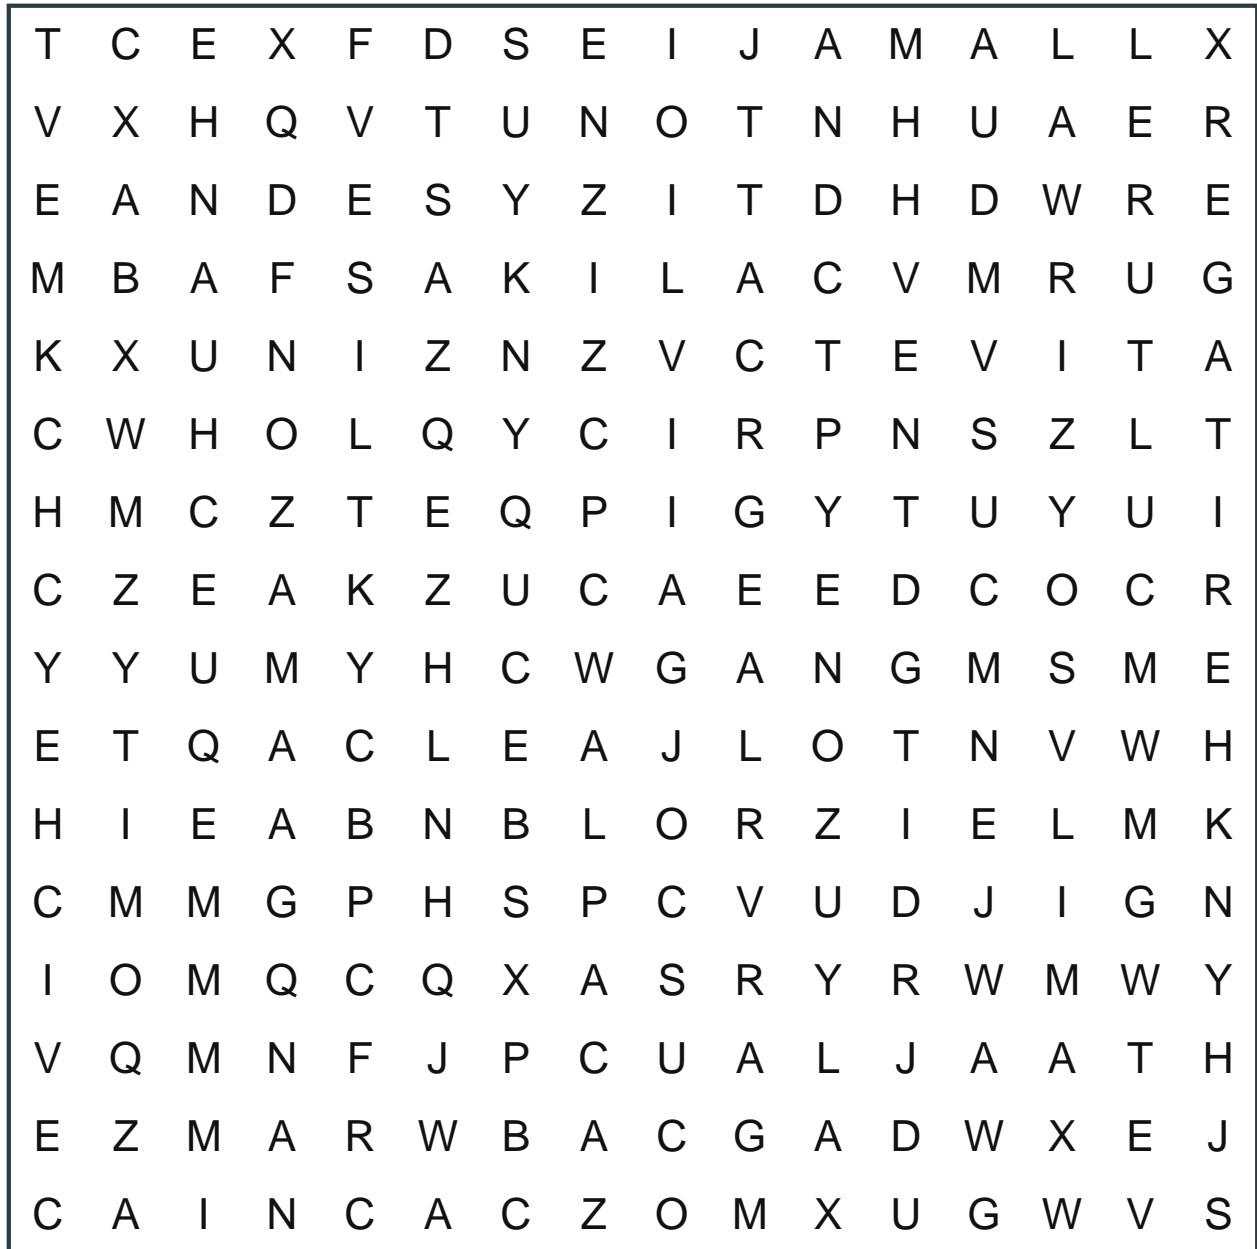 T C E X F D S E I J A M A L L X
V X H Q V T U N O T N H U A E R
E A N D E S Y Z I T D H D W R E
M B A F S A K I L A C V M R U G
K X U N I Z N Z V C T E V I T A
C W H O L Q Y C I R P N S Z L T
H M C Z T E Q P I G Y T U Y U I
C Z E A K Z U C A E E D C O C R
Y Y U M Y H C W G A N G M S M E
E T Q A C L E A J L O T N V W H
H I E A B N B L O R Z I E L M K
C M M G P H S P C V U D J I G N
I O M Q C Q X A S R Y R W M W Y
V Q M N F J P C U A L J A A T H
E Z M A R W B A C G A D W X E J
C A I N C A C Z O M X U G W V S